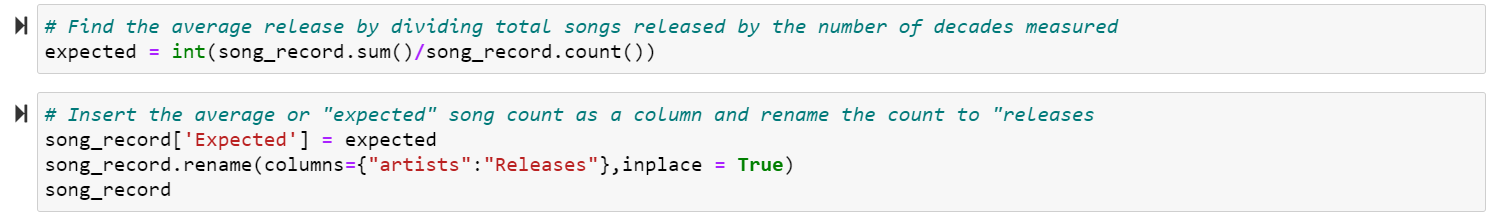 # Find the average release by dividing total songs released by the number of decades measured
expected = int(song_record.sum()/song_record.count())
# Insert the average or "expected" song count as a column and rename the count to "releases
song_record['Expected'] = expected
song_record.rename(columns={"artists":"Releases"},inplace = True)
song_record